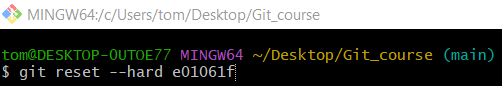 MINGW64:/c/Users/tom/Desktop/Git_course
tom@DESKTOP-OUTOE77 MINGW64 ~/Desktop/Git_course (main)
$ git reset --hard e01061f